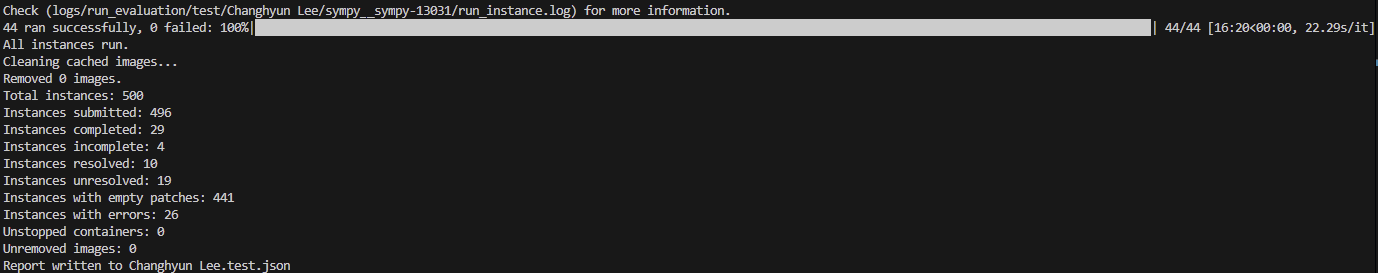 Check (logs/run_evaluation/test/Changhyun Lee/sympy__sympy-13031/run_instance.log) for more information.
44 ran successfully, 0 failed: 100%| | 44/44 [16:20<00:00, 22.29s/it]
All instances run.
Cleaning cached images...
Removed 0 images.
Total instances: 500
Instances submitted: 496
Instances completed: 29
Instances incomplete: 4
Instances resolved: 10
Instances unresolved: 19
Instances with empty patches: 441
Instances with errors: 26
Unstopped containers: 0
Unremoved images: 0
Report written to Changhyun Lee.test.json